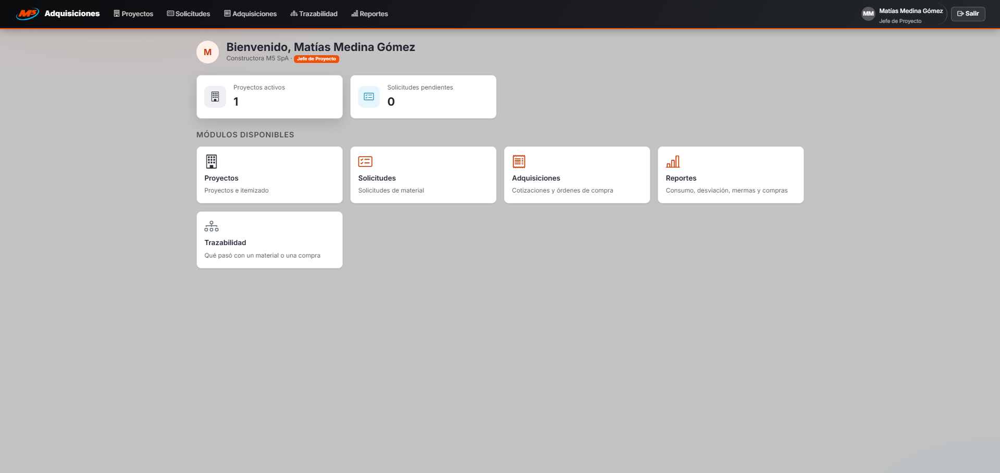 M5 Adquisiciones Proyectos Solicitudes Adquisiciones Trazabilidad Reportes
MM Matías Medina Gómez
Jefe de Proyecto
Salir
M
Bienvenido, Matías Medina Gómez
Constructora M5 SpA · Jefe de Proyecto
Proyectos activos
1
Solicitudes pendientes
0
MÓDULOS DISPONIBLES
Proyectos
Proyectos e itemizado
Solicitudes
Solicitudes de material
Adquisiciones
Cotizaciones y órdenes de compra
Reportes
Consumo, desviación, mermas y compras
Trazabilidad
Qué pasó con un material o una compra